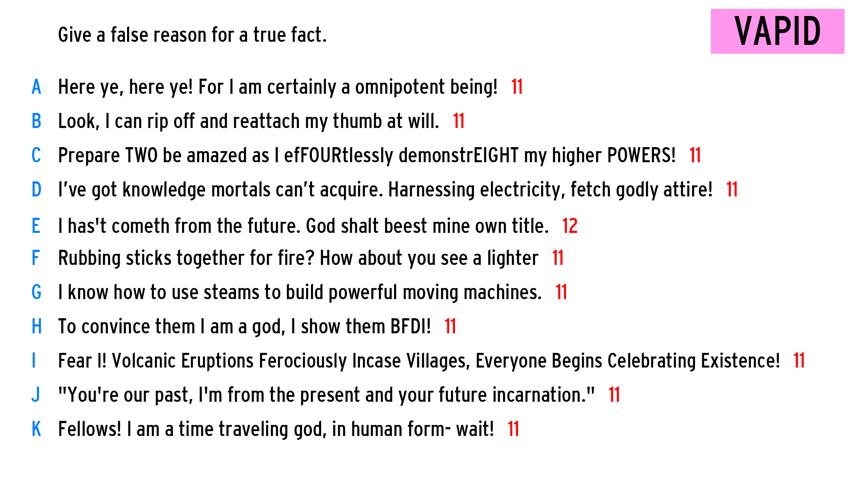 Give a false reason for a true fact.
VAPID
A Here ye, here ye! For I am certainly a omnipotent being! 11
B Look, I can rip off and reattach my thumb at will. 11
C Prepare TWO be amazed as I efFOURtlessly demonstrEIGHT my higher POWERS! 11
D I've got knowledge mortals can't acquire. Harnessing electricity, fetch godly attire! 11
E I has't cometh from the future. God shalt beest mine own title. 12
F Rubbing sticks together for fire? How about you see a lighter 11
G I know how to use steams to build powerful moving machines. 11
H To convince them I am a god, I show them BFDI! 11
I Fear I! Volcanic Eruptions Ferociously Incase Villages, Everyone Begins Celebrating Existence! 11
J "You're our past, I'm from the present and your future incarnation." 11
K Fellows! I am a time traveling god, in human form- wait! 11